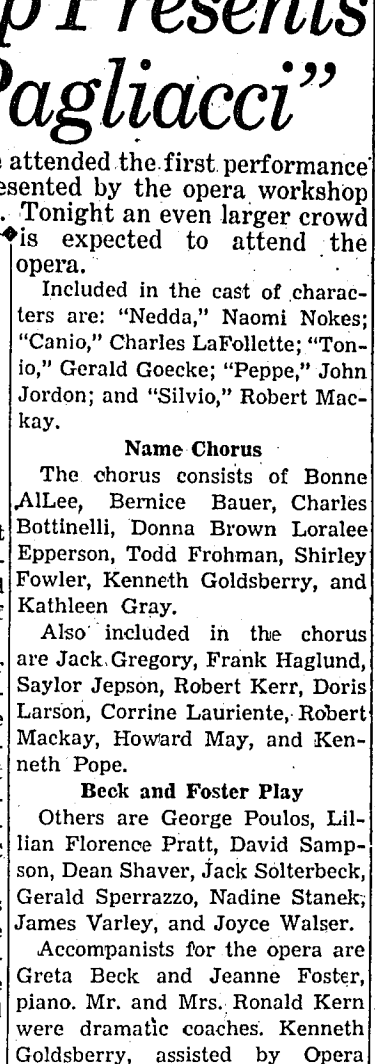 Presents
Pagliacci"
attended the first performance
esented by the opera workshop
. Tonight an even larger crowd
is expected to attend the
opera.
Included in the cast of charac-
ters are: "Nedda," Naomi Nokes;
"Canio," Charles LaFollette; "Ton-
io," Gerald Goecke; "Peppe," John
Jordon; and "Silvio," Robert Mac-
kay.
Name Chorus
The chorus consists of Bonne
AlLee, Bernice Bauer, Charles
Bottinelli, Donna Brown Loralee
Epperson, Todd Frohman, Shirley
Fowler, Kenneth Goldsberry, and
Kathleen Gray.
Also included in the chorus
are Jack Gregory, Frank Haglund,
Saylor Jepson, Robert Kerr, Doris
Larson, Corrine Lauriente, Robert
Mackay, Howard May, and Ken-
neth Pope.
Beck and Foster Play
Others are George Poulos, Lil-
lian Florence Pratt, David Samp-
son, Dean Shaver, Jack Solterbeck,
Gerald Sperrazzo, Nadine Stanek,
James Varley, and Joyce Walser.
Accompanists for the opera are
Greta Beck and Jeanne Foster,
piano. Mr. and Mrs. Ronald Kern
were dramatic coaches. Kenneth
Goldsberry, assisted by Opera